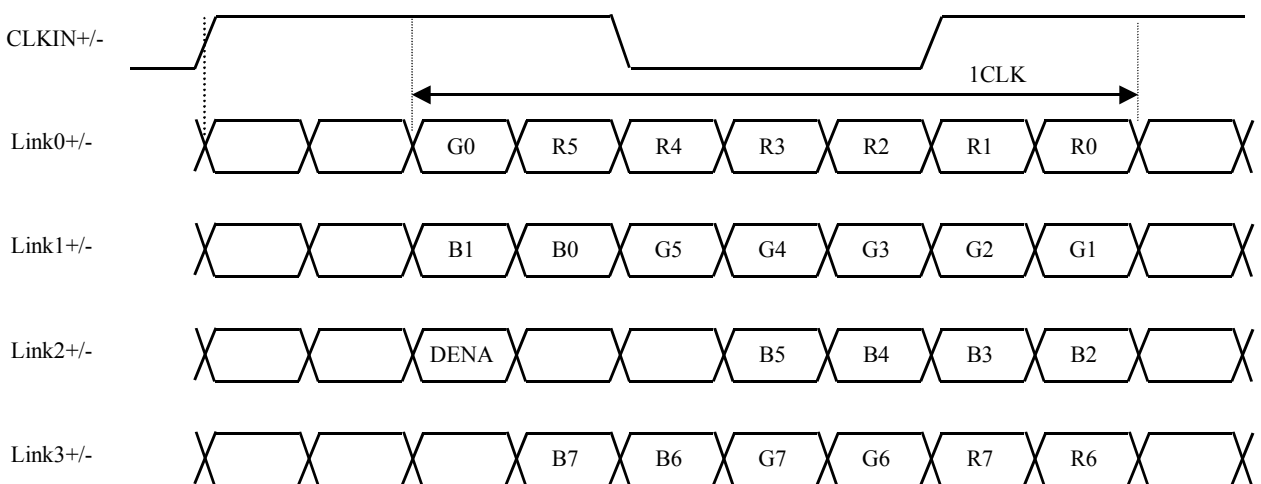 CLKIN+/-
1CLK
Link0+/- G0 R5 R4 R3 R2 R1 R0
Link1+/- B1 B0 G5 G4 G3 G2 G1
Link2+/- DENA B5 B4 B3 B2
Link3+/- B7 B6 G7 G6 R7 R6